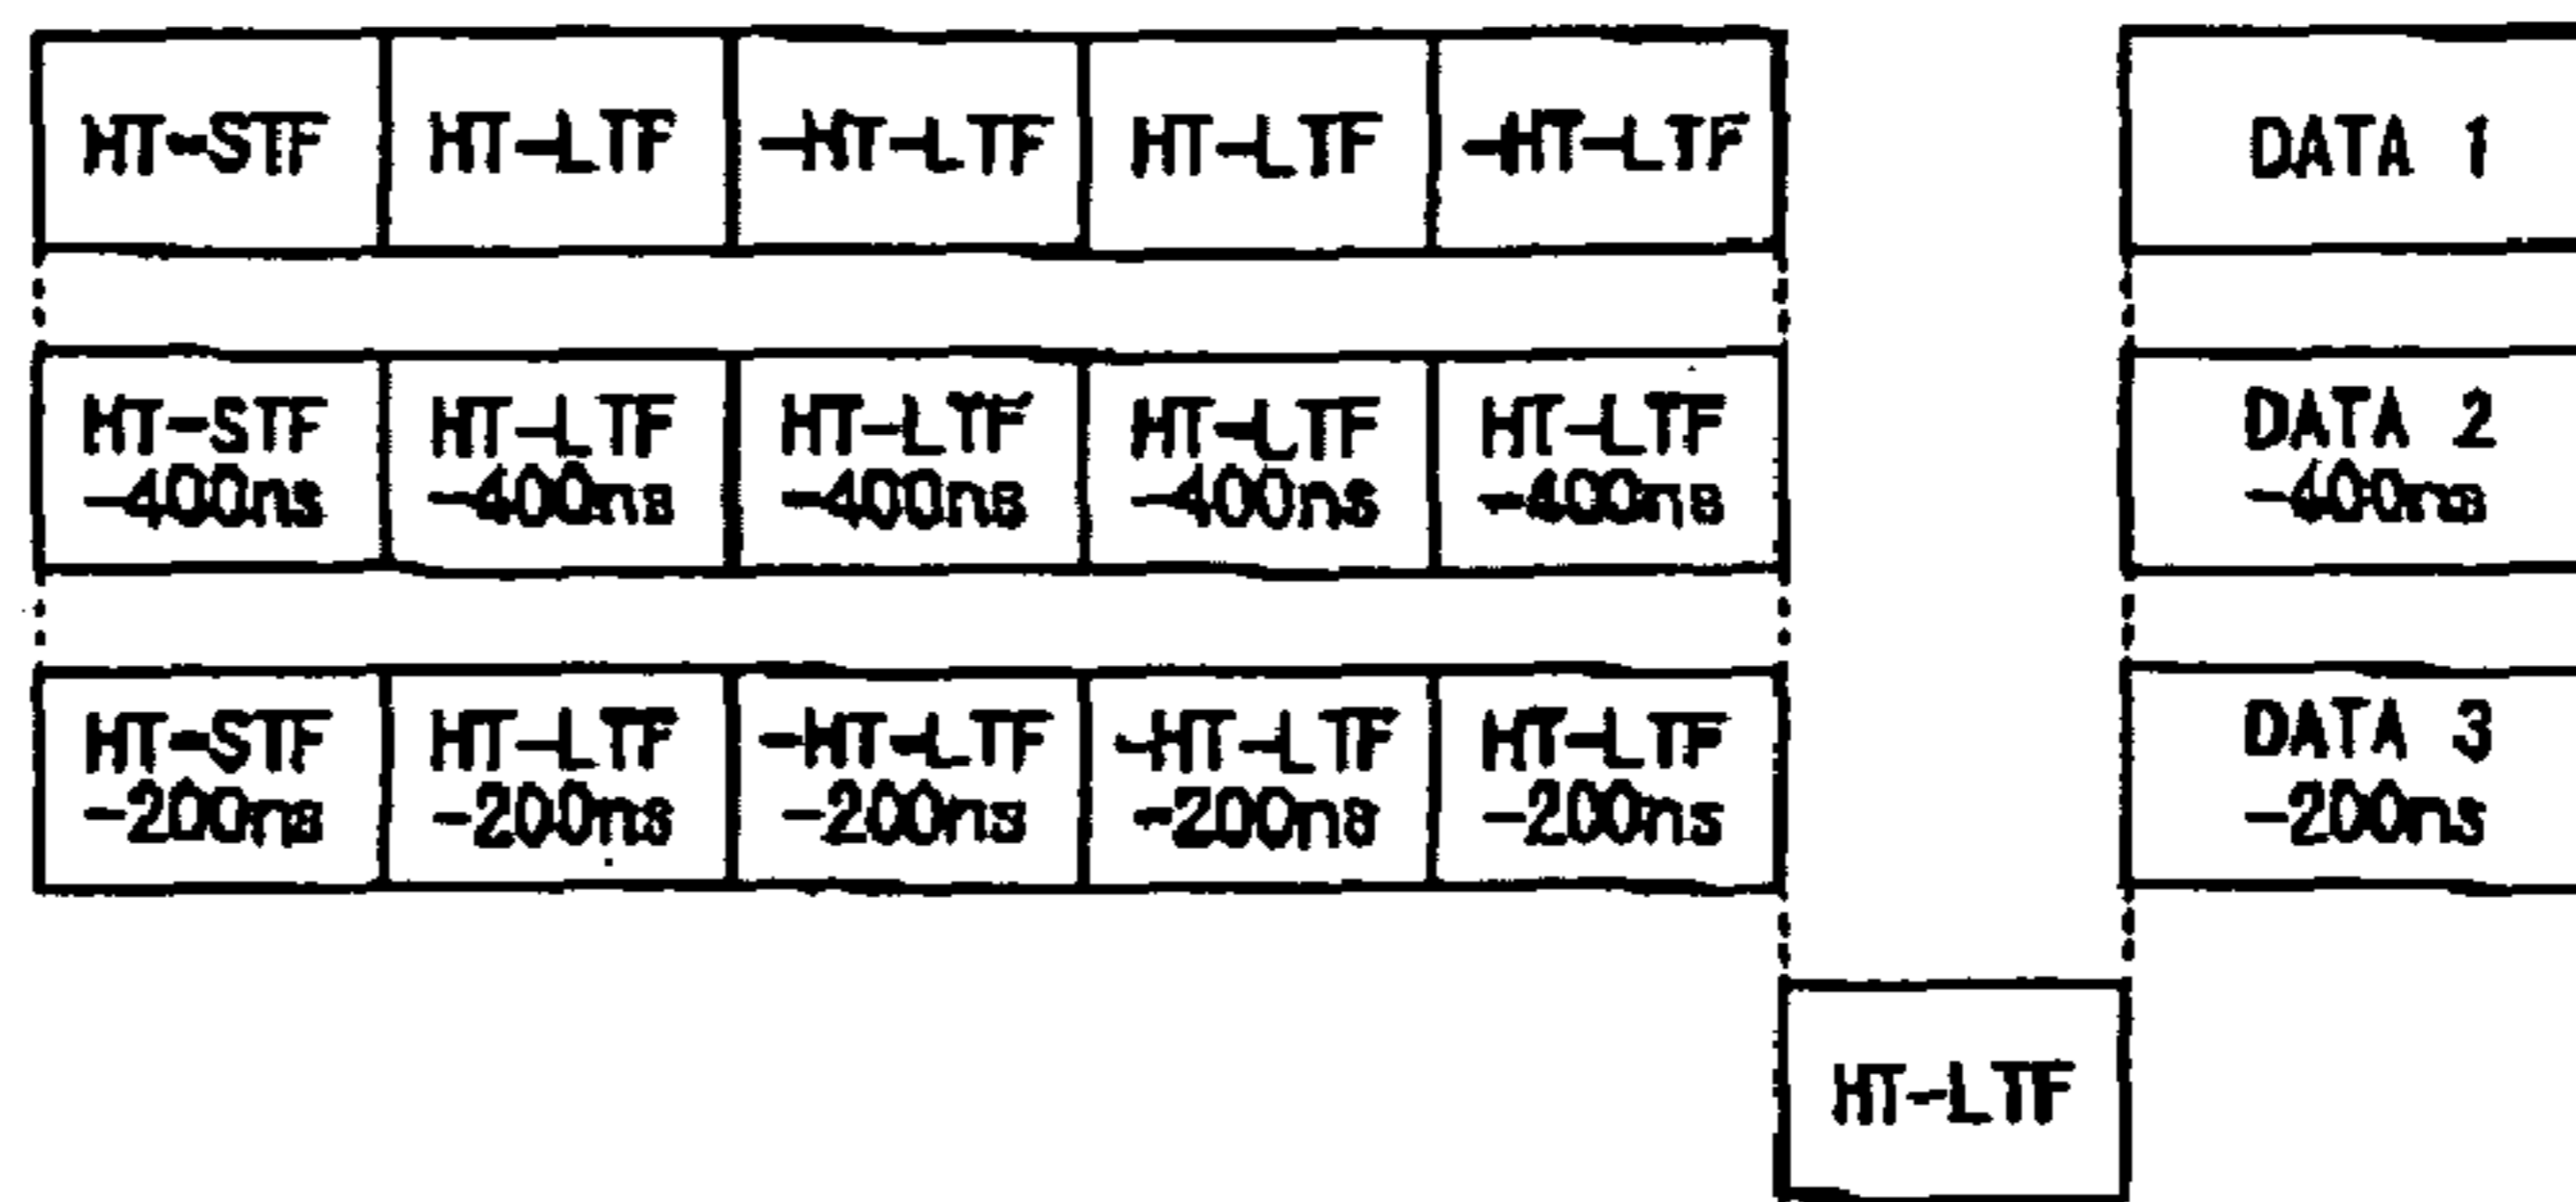 HT-STF HT-LTF -HT-LTF HT-LTF -HT-LTF DATA 1
HT-STF HT-LTF HT-LTF HT-LTF HT-LTF DATA 2
-400ns -400ns -400ns -400ns -400ns -400ns
HT-STF HT-LTF -HT-LTF -HT-LTF HT-LTF DATA 3
-200ns -200ns -200ns -200ns -200ns -200ns
HT-LTF